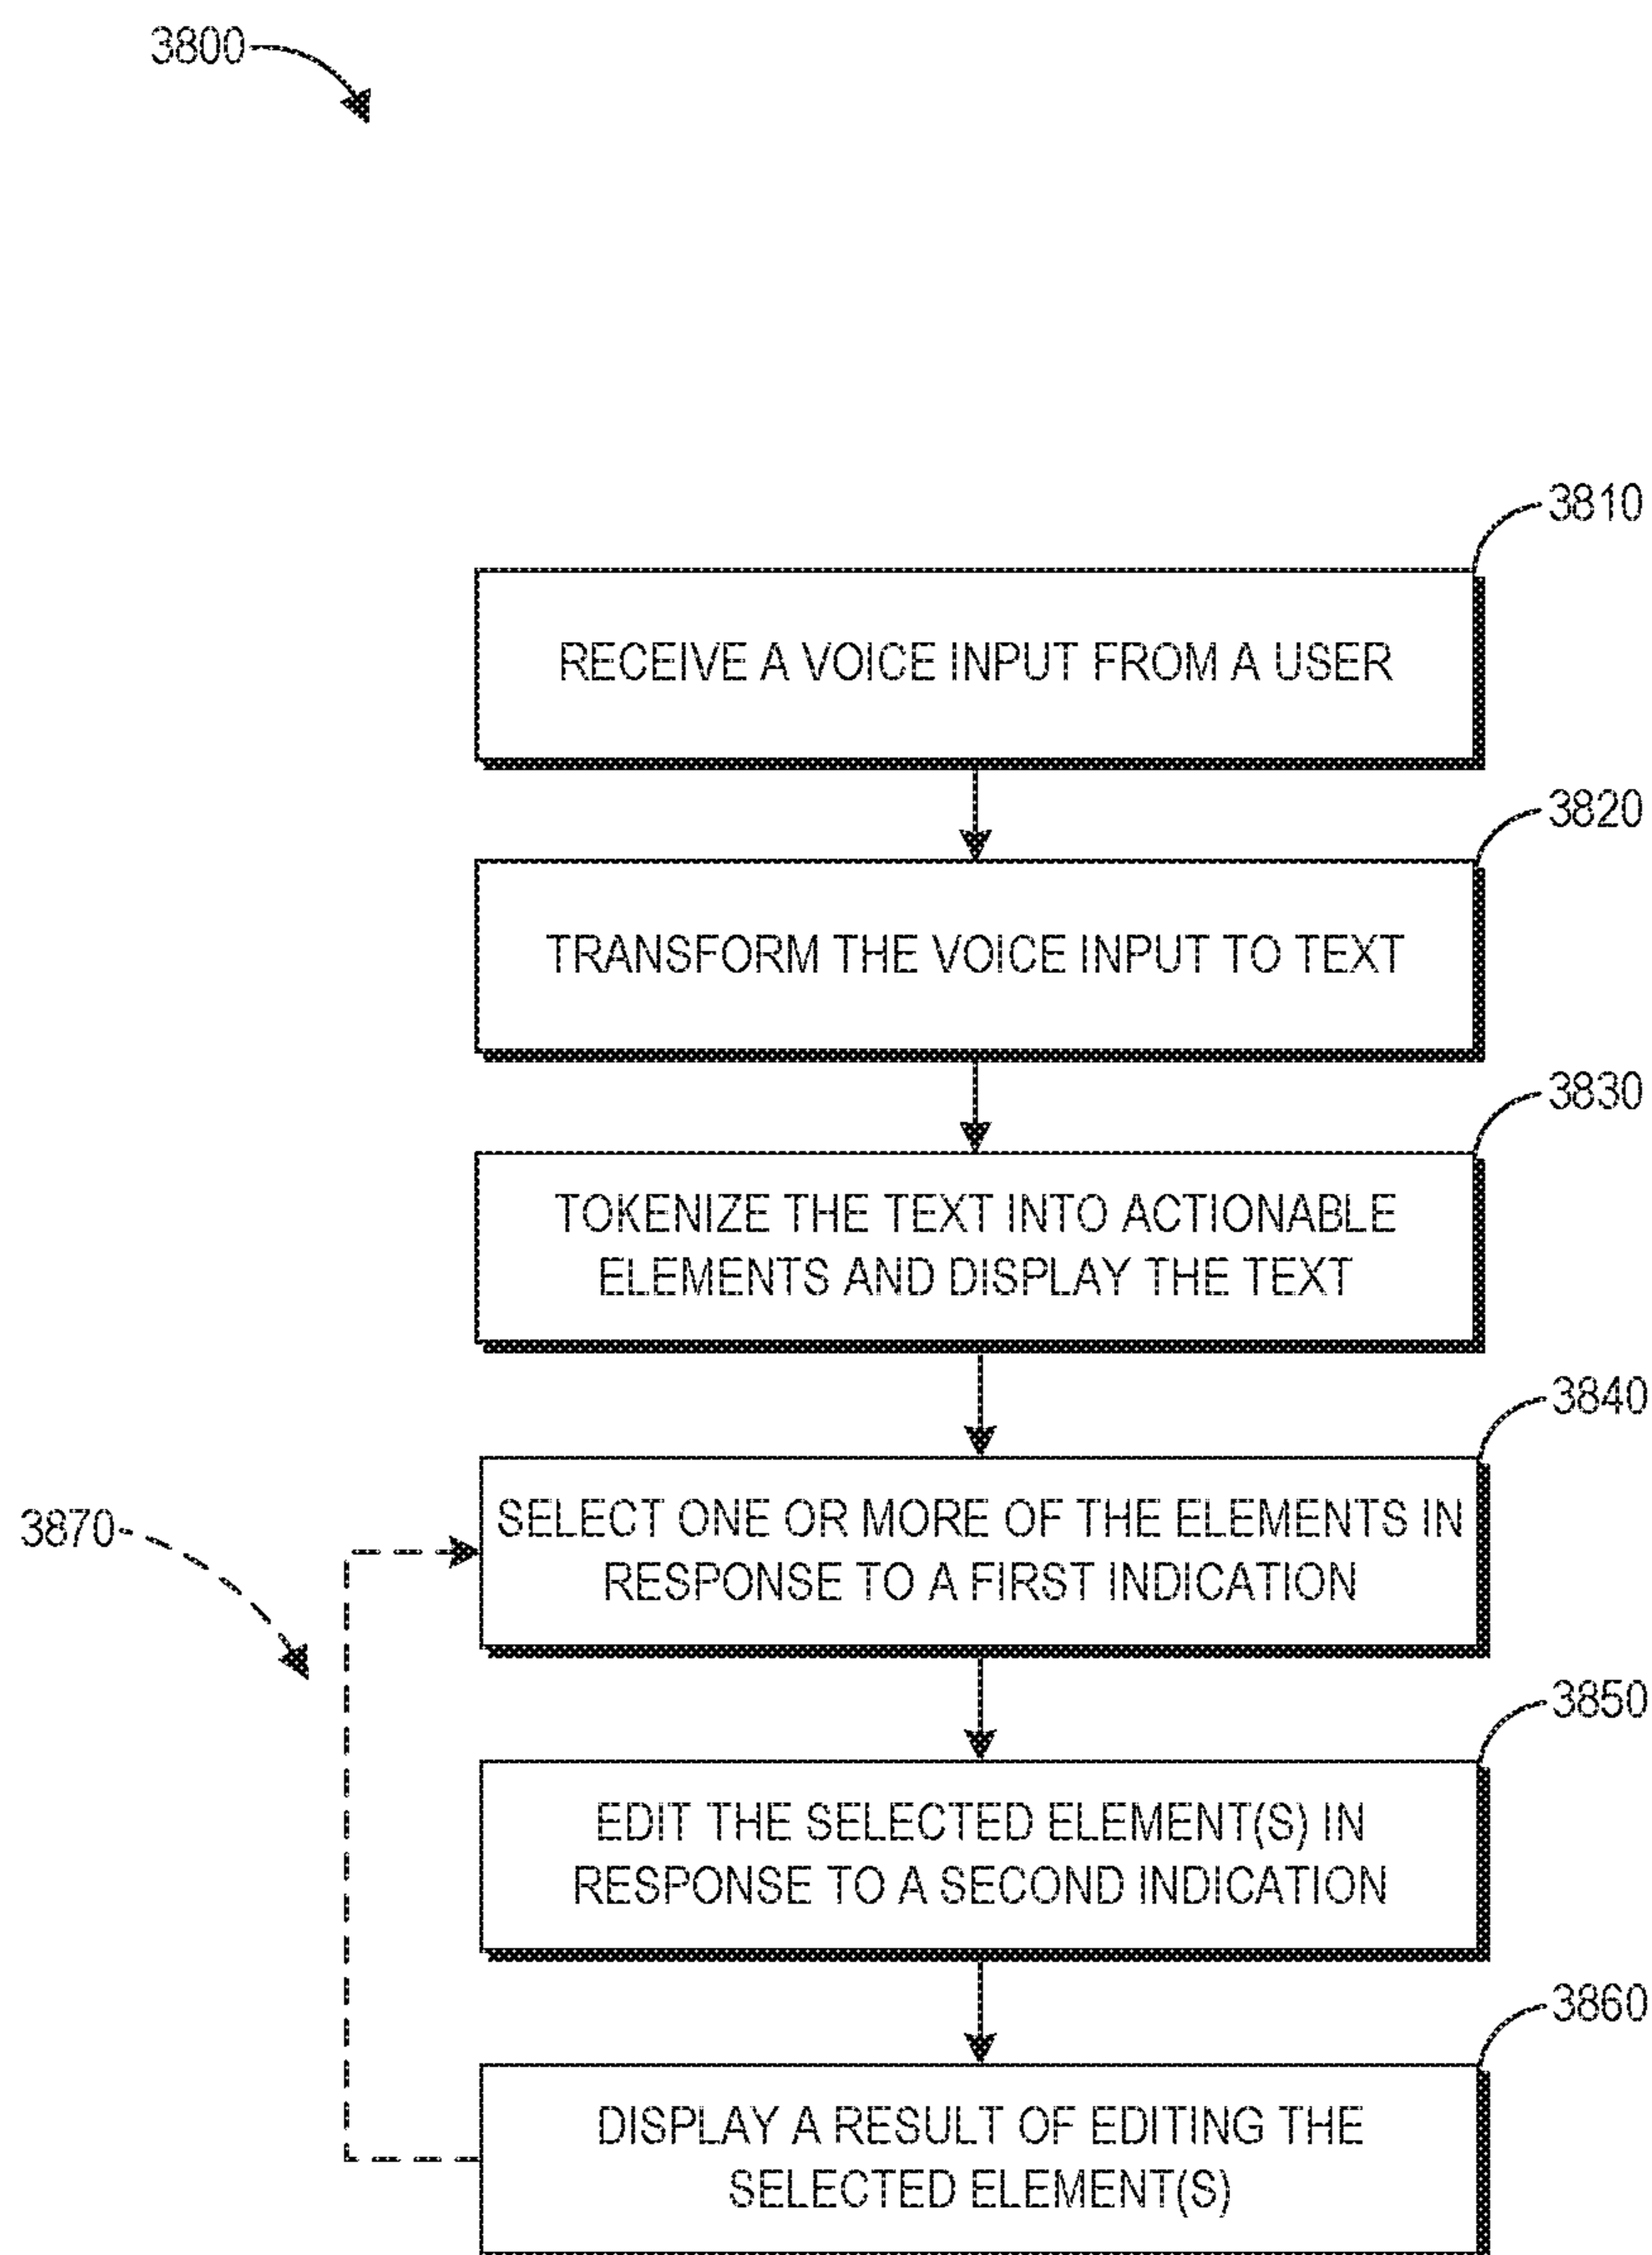 3800
3810
RECEIVE A VOICE INPUT FROM A USER
3820
TRANSFORM THE VOICE INPUT TO TEXT
3830
TOKENIZE THE TEXT INTO ACTIONABLE
ELEMENTS AND DISPLAY THE TEXT
3840
SELECT ONE OR MORE OF THE ELEMENTS IN
RESPONSE TO A FIRST INDICATION
3870
3850
EDIT THE SELECTED ELEMENT(S) IN
RESPONSE TO A SECOND INDICATION
3860
DISPLAY A RESULT OF EDITING THE
SELECTED ELEMENT(S)